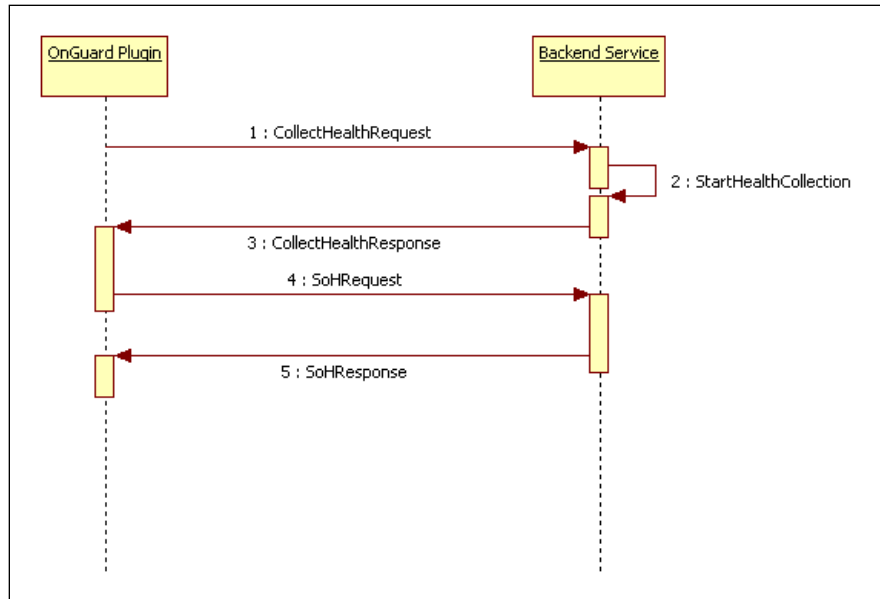 OnGuard Plugin
Backend Service
1 : CollectHealthRequest
2 : StartHealthCollection
3 : CollectHealthResponse
4 : SoHRequest
5 : SoHResponse